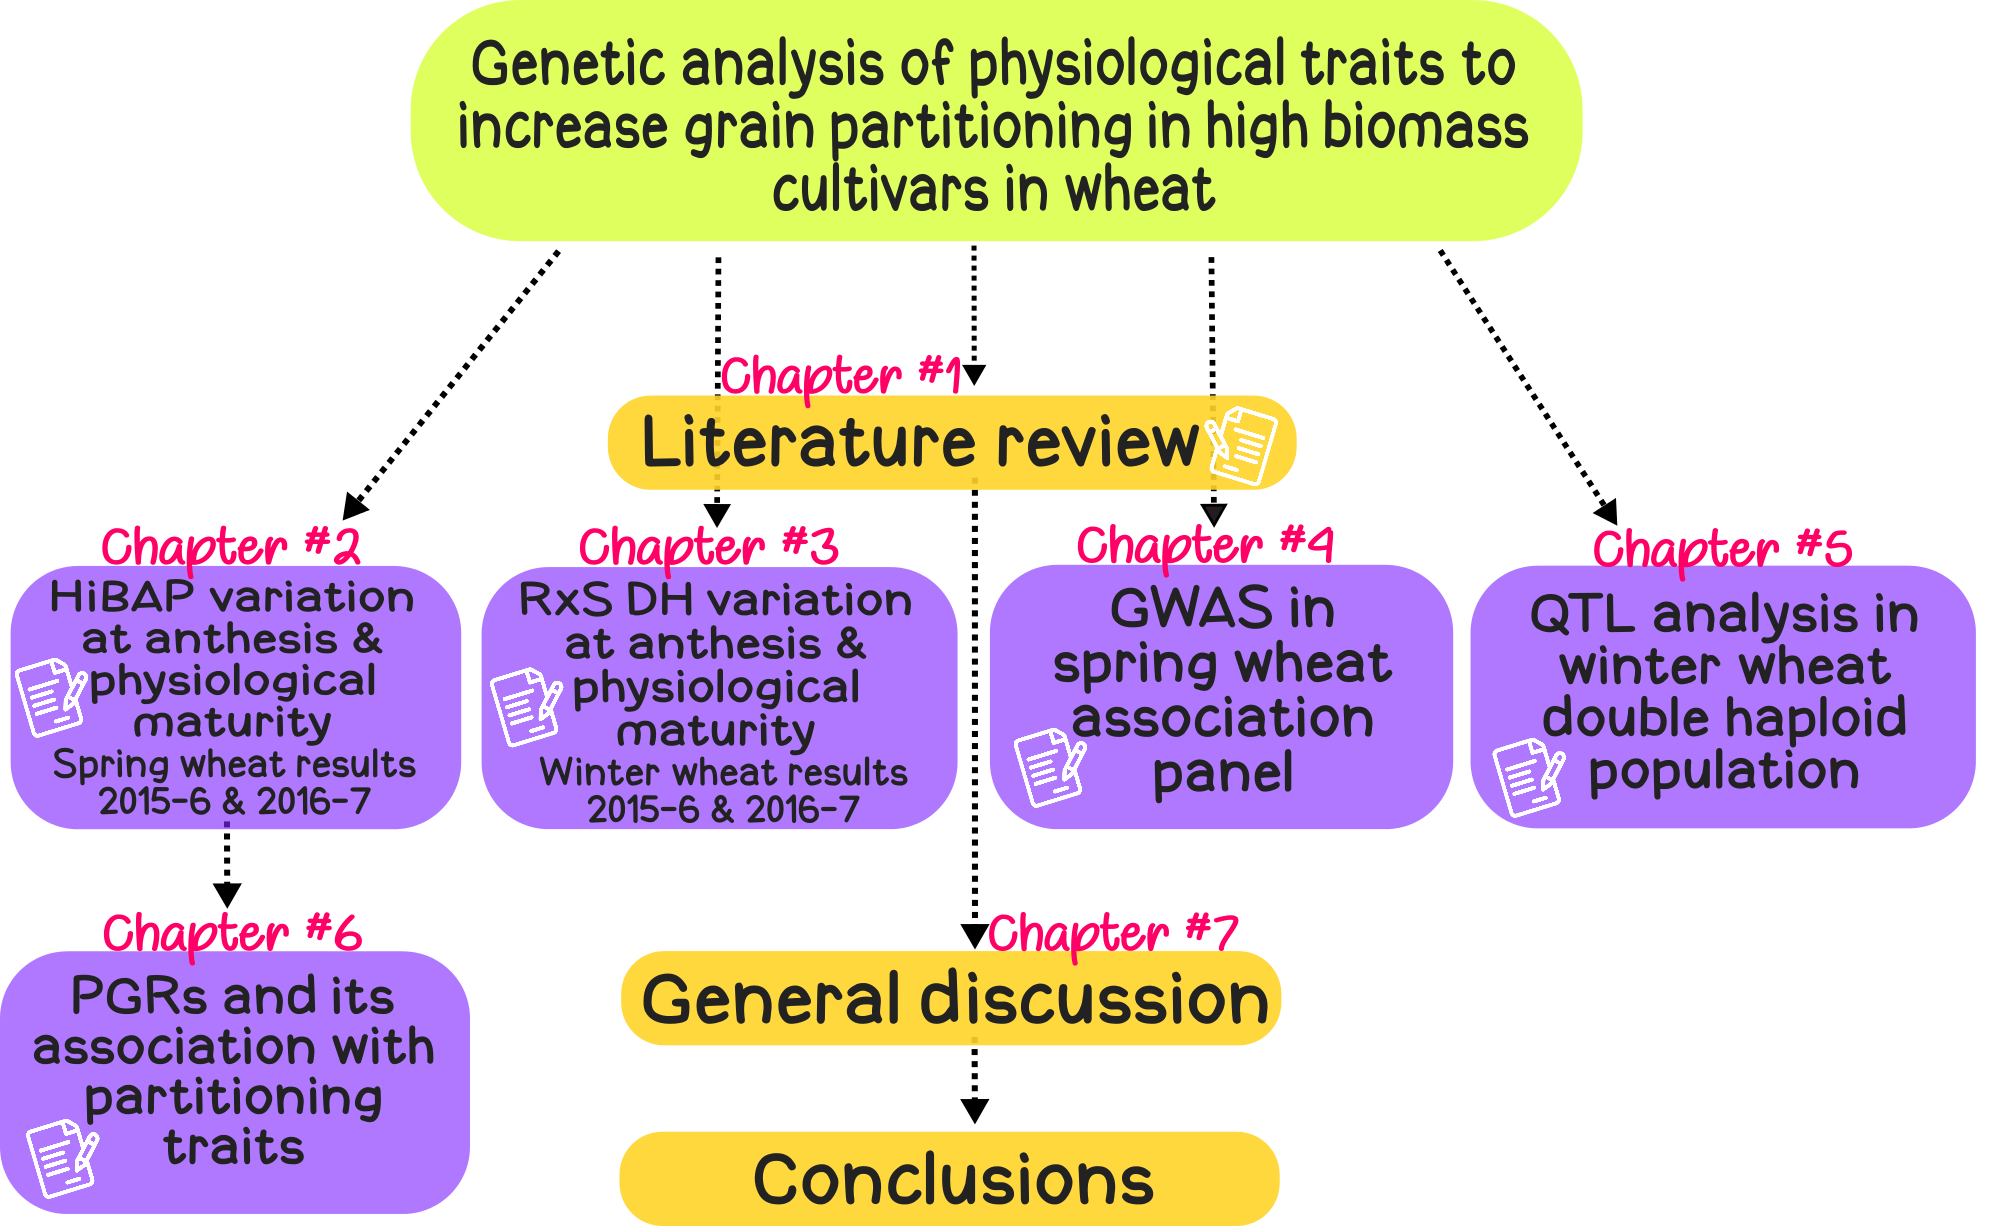 Genetic analysis of physiological traits to
increase grain partitioning in high biomass
cultivars in wheat
Chapter #1
Literature review
Chapter #2
HiBAP variation
at anthesis &
physiological
maturity
Spring wheat results
2015-6 & 2016-7
Chapter #3
RxS DH variation
at anthesis &
physiological
maturity
Winter wheat results
2015-6 & 2016-7
Chapter #4
GWAS in
spring wheat
association
panel
Chapter #5
QTL analysis in
winter wheat
double haploid
population
Chapter #6
PGRs and its
association with
partitioning
traits
Chapter #7
General discussion
Conclusions